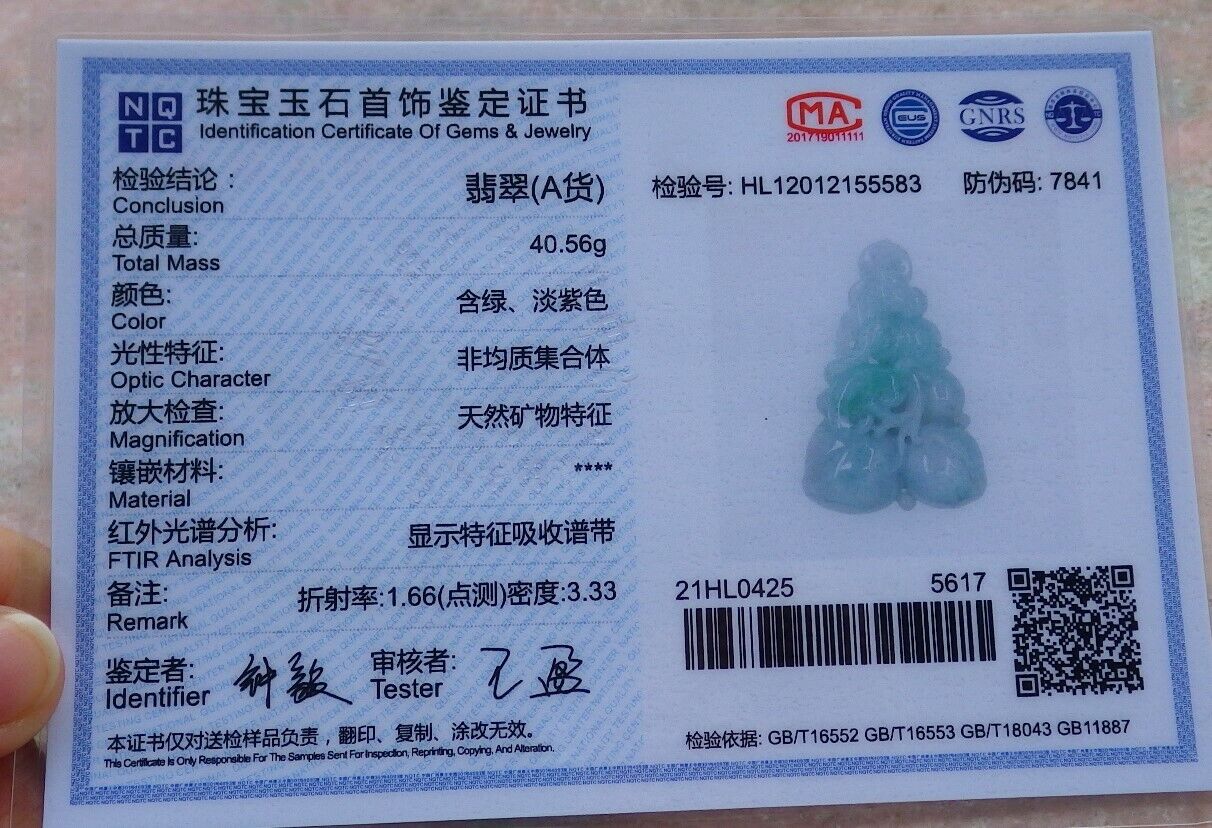 NQ
TC
珠宝玉石首饰鉴定证书
Identification Certificate Of Gems & Jewelry
检验结论：
翡翠(A货)
Conclusion
总质量:
40.56g
Total Mass
颜色:
含绿、淡紫色
Color
光性特征:
非均质集合体
Optic Character
放大检查:
天然矿物特征
Magnification
镶嵌材料:
****
Material
红外光谱分析:
显示特征吸收谱带
FTIR Analysis
备注:
折射率:1.66(点测)密度:3.33
Remark
鉴定者:
Identifier
审核者:
Tester
本证书仅对送检样品负责，翻印、复制、涂改无效。
This Certificate Is Only Responsible For The Samples Sent For Inspection, Reprinting, Copying, And Alteration.
MA
201719011111
EUS
GNRS
检验号: HL12012155583 防伪码: 7841
21HL0425 5617
检验依据: GB/T16552 GB/T16553 GB/T18043 GB11887